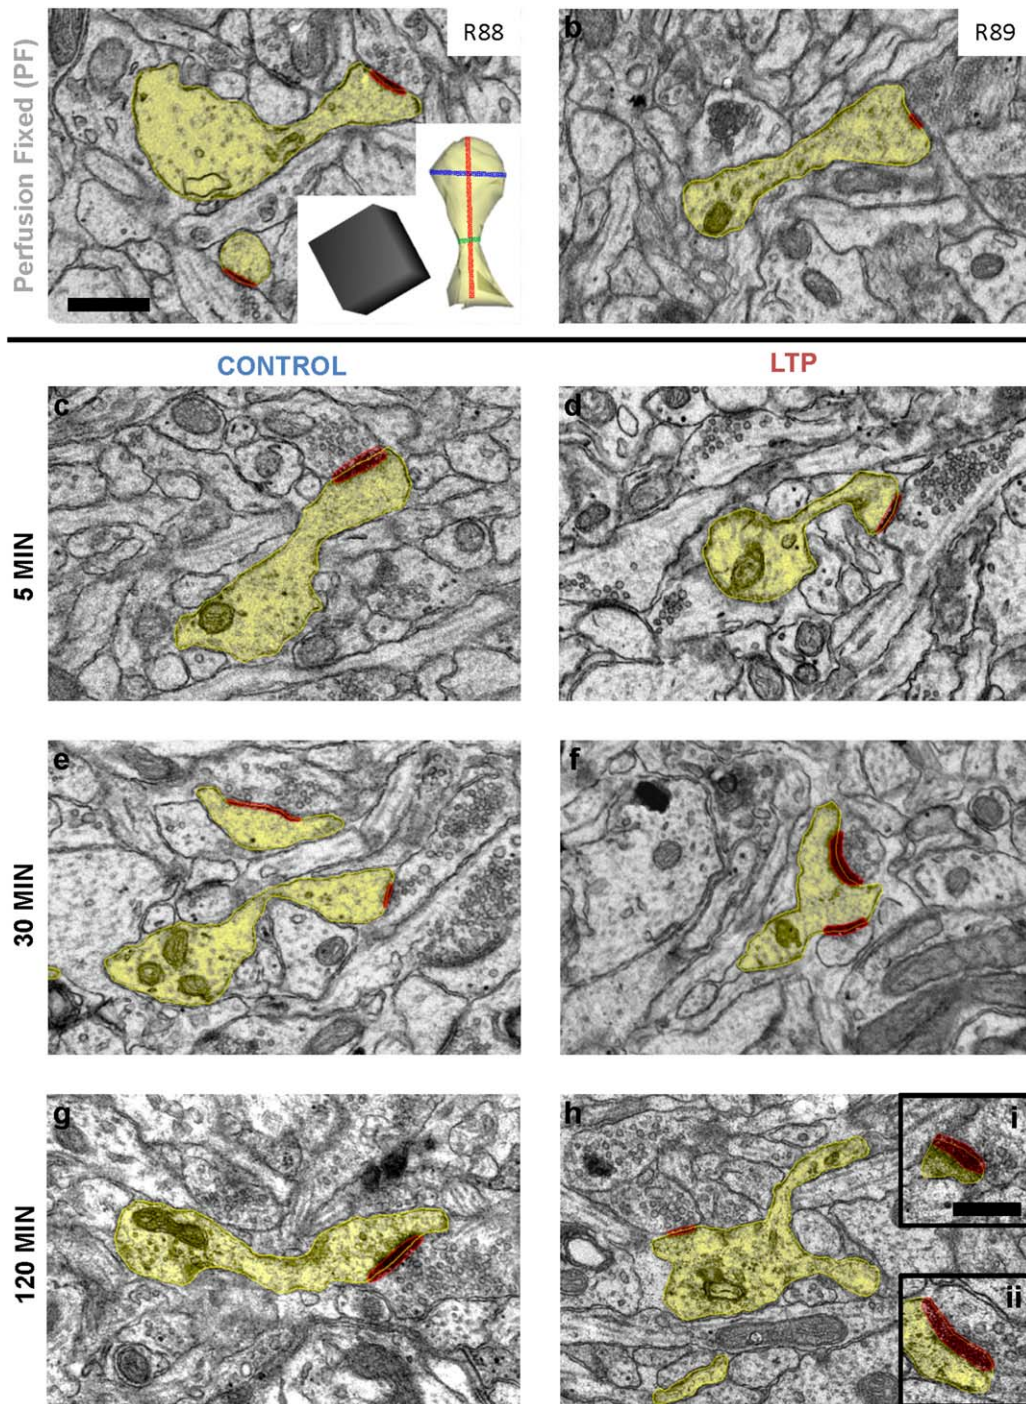 Perfusion Fixed (PF)
R88
b
R89
CONTROL
LTP
5 MIN
c
d
30 MIN
e
f
120 MIN
g
h
i
ii